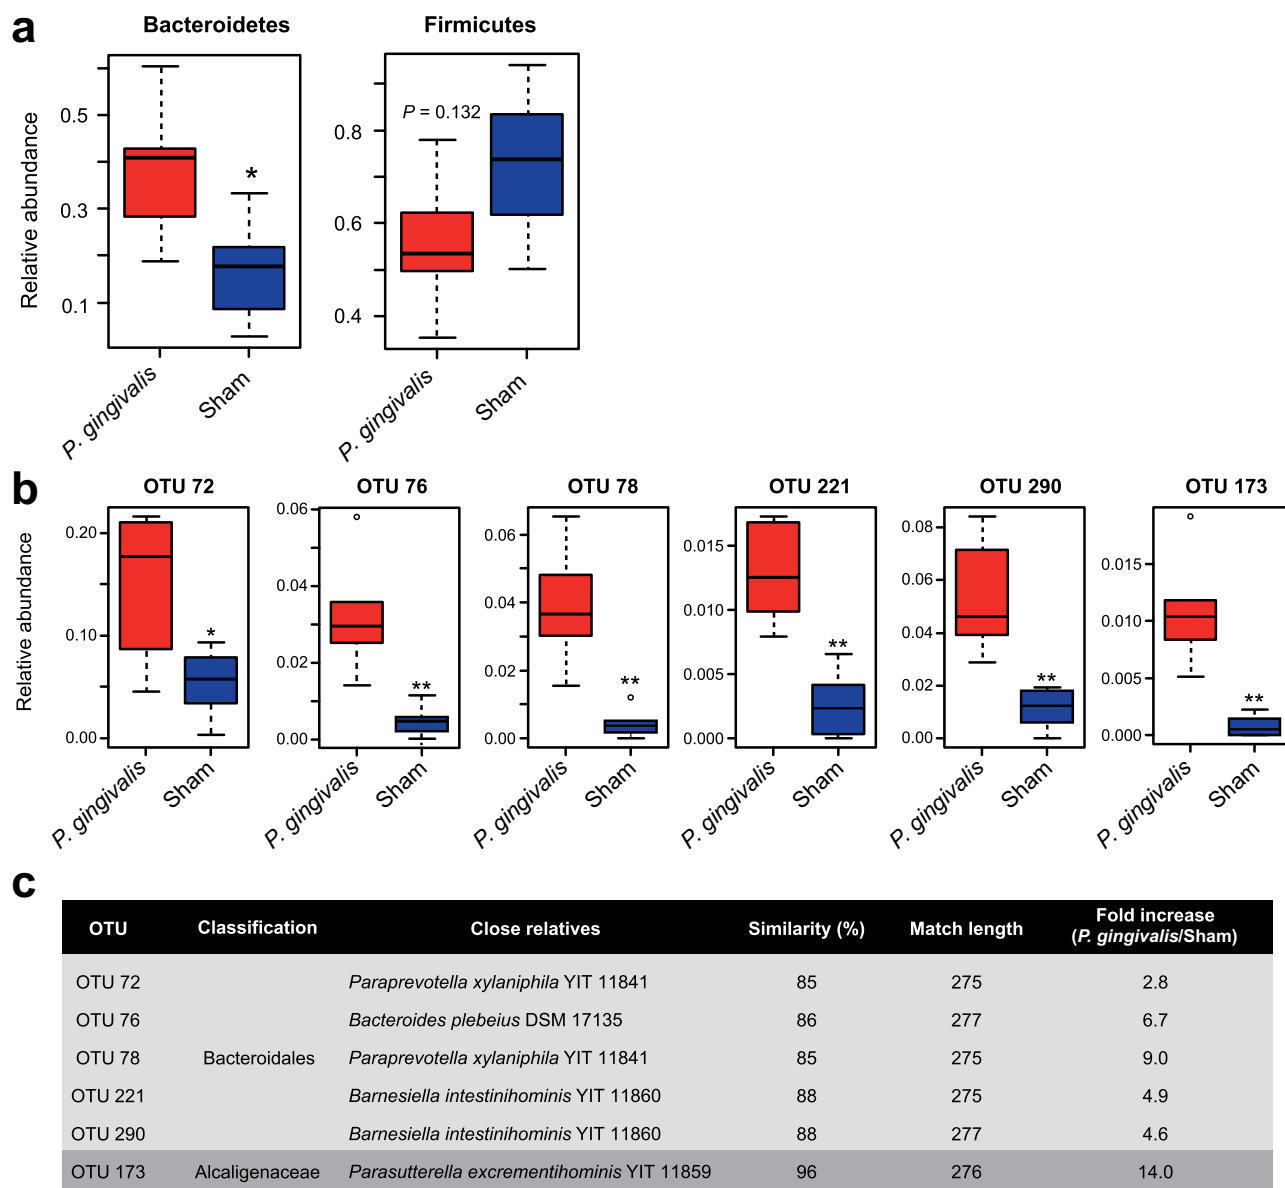 a
Bacteroidetes
Firmicutes
Relative abundance
0.5
0.3
0.1
*
P. gingivalis
Sham
P = 0.132
0.8
0.6
0.4
P. gingivalis
Sham
b
OTU 72
OTU 76
OTU 78
OTU 221
OTU 290
OTU 173
Relative abundance
0.20
0.10
0.00
*
P. gingivalis
Sham
0.06
0.04
0.02
0.00
**
P. gingivalis
Sham
0.06
0.04
0.02
0.00
**
P. gingivalis
Sham
0.015
0.010
0.005
0.000
**
P. gingivalis
Sham
0.08
0.06
0.04
0.02
0.00
**
P. gingivalis
Sham
0.015
0.010
0.005
0.000
**
P. gingivalis
Sham
c
OTU Classification Close relatives Similarity (%) Match length Fold increase
(P. gingivalis/Sham)
OTU 72 Paraprevotella xylaniphila YIT 11841 85 275 2.8
OTU 76 Bacteroides plebeius DSM 17135 86 277 6.7
OTU 78 Bacteroidales Paraprevotella xylaniphila YIT 11841 85 275 9.0
OTU 221 Barnesiella intestinihominis YIT 11860 88 275 4.9
OTU 290 Barnesiella intestinihominis YIT 11860 88 277 4.6
OTU 173 Alcaligenaceae Parasutterella excrementihominis YIT 11859 96 276 14.0